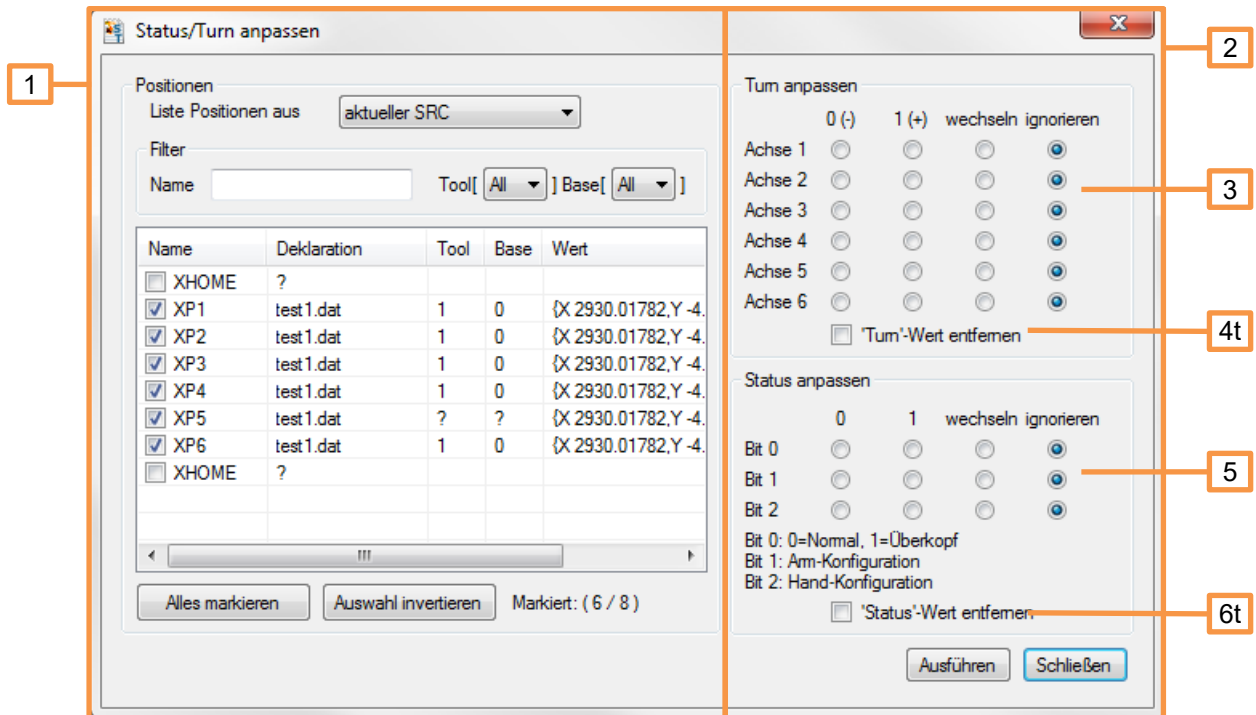 Status/Turn anpassen
x
1
2
Positionen
Liste Positionen aus aktueller SRC
Filter
Name Tool[ All ] Base[ All ]
Name Deklaration Tool Base Wert
XHOME ?
XP1 test1.dat 1 0 {X 2930.01782,Y -4.
XP2 test1.dat 1 0 {X 2930.01782,Y -4.
XP3 test1.dat 1 0 {X 2930.01782,Y -4.
XP4 test1.dat 1 0 {X 2930.01782,Y -4.
XP5 test1.dat ? ? {X 2930.01782,Y -4.
XP6 test1.dat 1 0 {X 2930.01782,Y -4.
XHOME ?
Alles markieren Auswahl invertieren Markiert: ( 6 / 8 )
Turn anpassen
0 (-) 1 (+) wechseln ignorieren
Achse 1
Achse 2
Achse 3
Achse 4
Achse 5
Achse 6
3
"Turn"-Wert entfernen
4t
Status anpassen
0 1 wechseln ignorieren
Bit 0
Bit 1
Bit 2
5
Bit 0: 0=Normal, 1=Überkopf
Bit 1: Arm-Konfiguration
Bit 2: Hand-Konfiguration
"Status"-Wert entfernen
6t
Ausführen Schließen